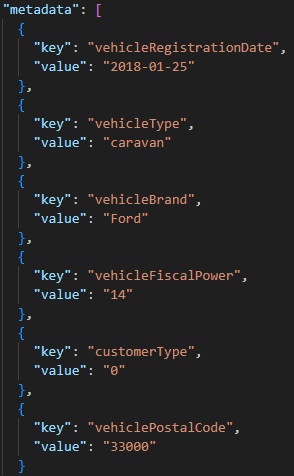 "metadata": [
{
"key": "vehicleRegistrationDate",
"value": "2018-01-25"
},
{
"key": "vehicleType",
"value": "caravan"
},
{
"key": "vehicleBrand",
"value": "Ford"
},
{
"key": "vehicleFiscalPower",
"value": "14"
},
{
"key": "customerType",
"value": "0"
},
{
"key": "vehiclePostalCode",
"value": "33000"
}